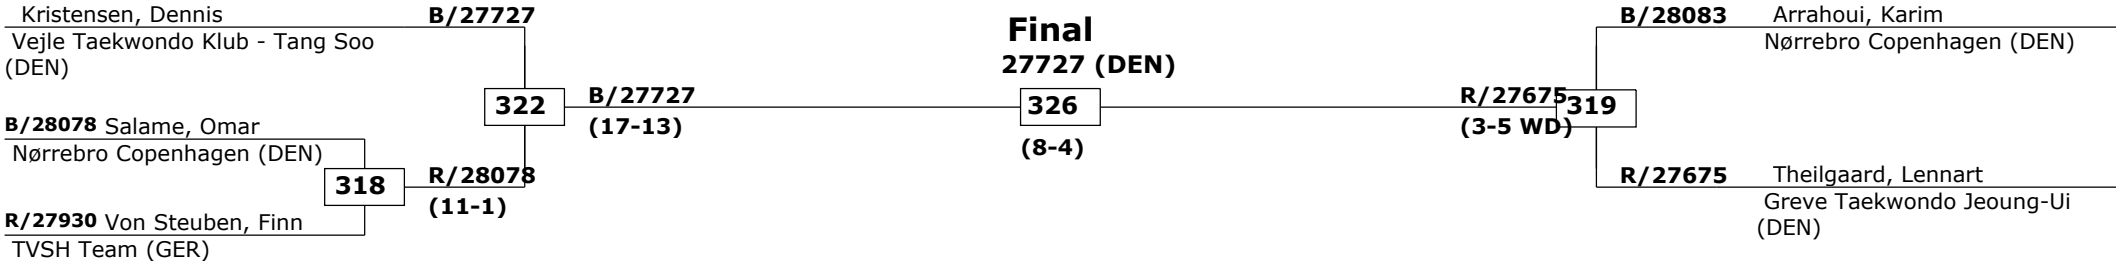 Kristensen, Dennis
B/27727
Vejle Taekwondo Klub - Tang Soo
(DEN)
B/28078 Salame, Omar
Nørrebro Copenhagen (DEN)
R/27930 Von Steuben, Finn
TVSH Team (GER)
318
R/28078
(11-1)
322
B/27727
(17-13)
Final
27727 (DEN)
326
(8-4)
R/27675
(3-5 WD)
319
B/28083
Arrahoui, Karim
Nørrebro Copenhagen (DEN)
R/27675
Theilgaard, Lennart
Greve Taekwondo Jeoung-Ui
(DEN)